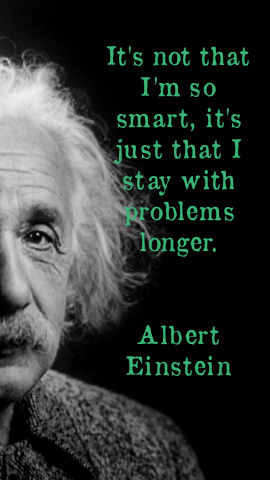 It's not that
I'm so
smart, it's
just that I
stay with
problems
longer.
Albert
Einstein